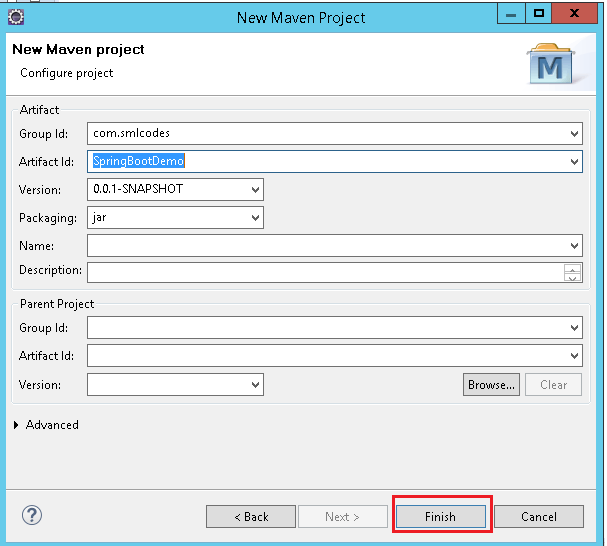 New Maven Project
New Maven project
Configure project
M
Artifact
Group Id: com.smlcodes
Artifact Id: SpringBootDemo
Version: 0.0.1-SNAPSHOT
Packaging: jar
Name:
Description:
Parent Project
Group Id:
Artifact Id:
Version: Browse... Clear
Advanced
? < Back Next > Finish Cancel